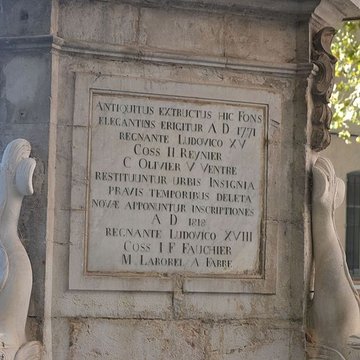 ANTIQUITUS EXTRUCTUS HIC FONS
ELEGANTIUS ERIGITUR A D 1771
REGNANTE LUDOVICO XV
COSS H REYNIER
C OLIVIER V VENTRE
RESTITUUNTUR URBIS INSIGNIA
PRAVIS TEMPORIBUS DELETA
NOVÆ APPONUNTUR INSCRIPTIONES
A D 1818
REGNANTE LUDOVICO XVIII
COSS I F FAUCHIER
M LABOREL A FABRE